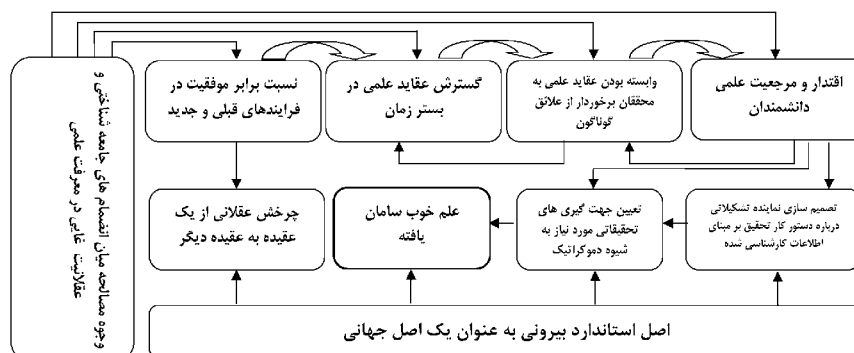 اقتدار و مرجعیت علمی
دانشمندان
وابسته بودن عقاید علمی به
محققان برخوردار از علائق
گوناگون
گسترش عقاید علمی در
بستر زمان
نسبت برابر موفقیت در
فرایندهای قبلی و جدید
وجوه مصالحه میان انضمام های جامعه شناختی و
عقلانیت غایی در معرفت علمی
تصمیم سازی نماینده تشکیلاتی
درباره دستور کار تحقیق بر مبنای
اطلاعات کارشناسی شده
تعیین جهت گیری های
تحقیقاتی مورد نیاز به
شیوه دموکراتیک
علم خوب سامان
یافته
چرخش عقلانی از یک
عقیده به عقیده دیگر
اصل استاندارد بیرونی به عنوان یک اصل جهانی